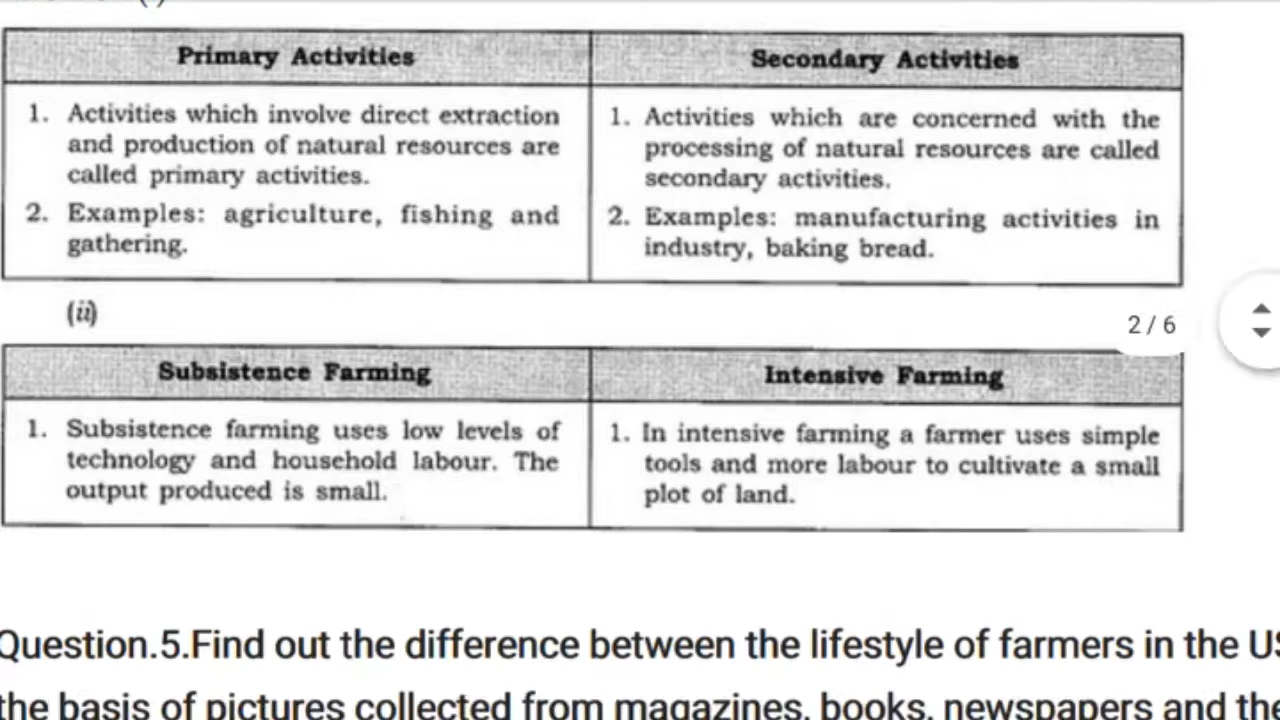 Primary Activities
Secondary Activities
1. Activities which involve direct extraction
and production of natural resources are
called primary activities.
2. Examples: agriculture, fishing and
gathering.
1. Activities which are concerned with the
processing of natural resources are called
secondary activities.
2. Examples: manufacturing activities in
industry, baking bread.
(ii)
2 / 6
Subsistence Farming
Intensive Farming
1. Subsistence farming uses low levels of
technology and household labour. The
output produced is small.
1. In intensive farming a farmer uses simple
tools and more labour to cultivate a small
plot of land.
Question.5.Find out the difference between the lifestyle of farmers in the
the basis of pictures collected from magazines, books, newspapers and the